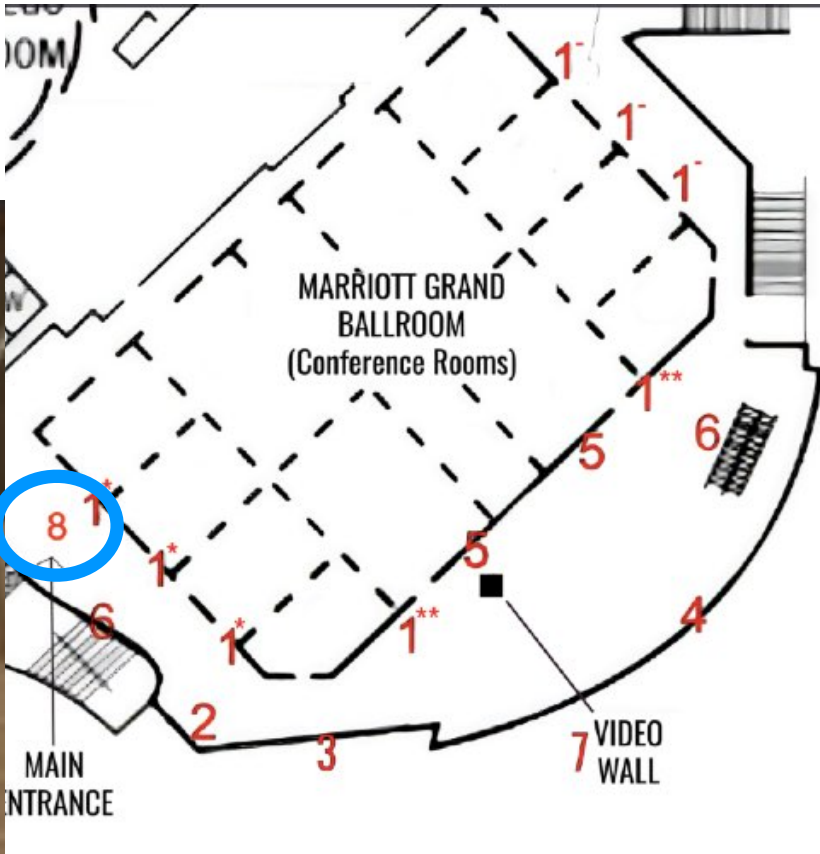 OOM
1-
1-
1-
W
MARRIOTT GRAND
BALLROOM
(Conference Rooms)
1**
6
5
1*
8
1*
5
6
1*
1**
4
2
3
7
VIDEO
WALL
MAIN
ENTRANCE